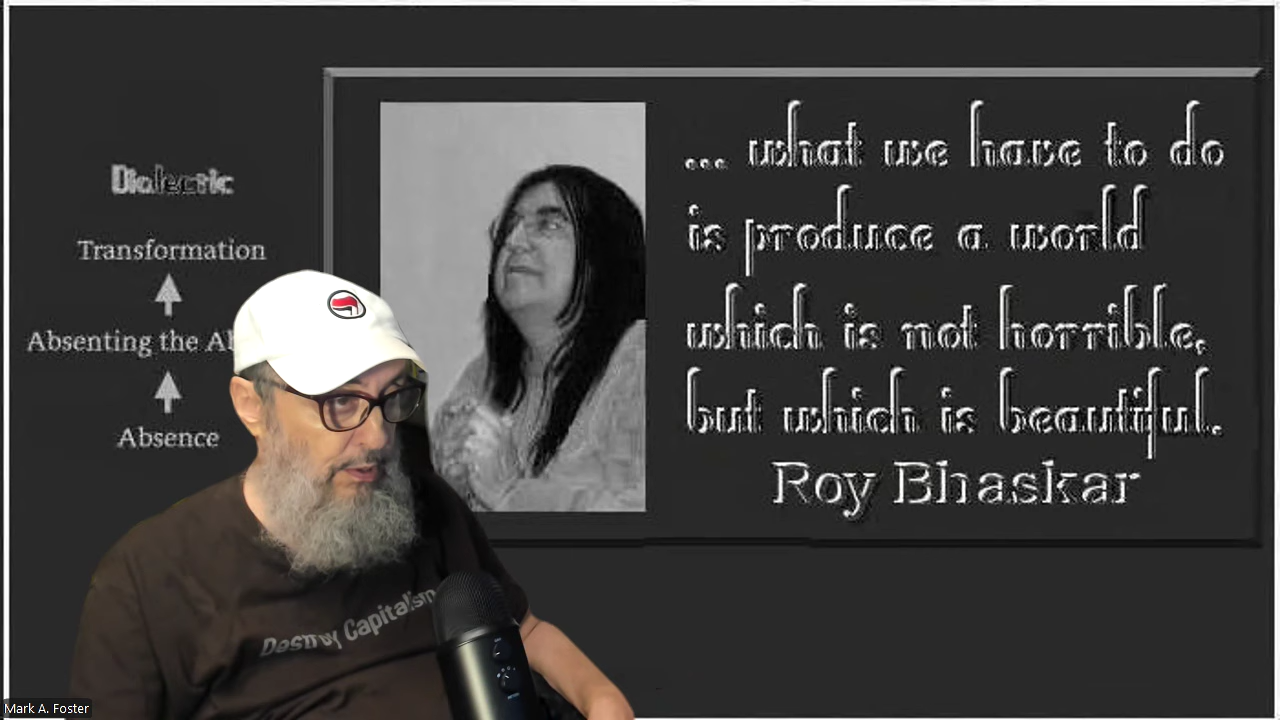 Dialectic
Transformation
Absenting the
Absence
... what we have to do
is produce a world
which is not horrible,
but which is beautiful.
Roy Bhaskar
Destroy Capitalism
Mark A. Foster